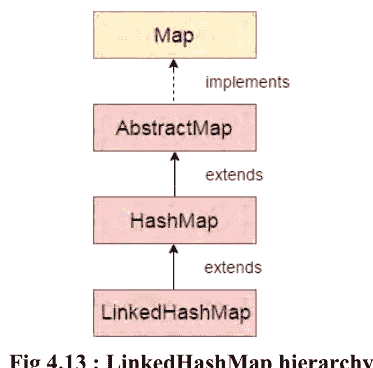 Map
implements
AbstractMap
extends
HashMap
extends
LinkedHashMap
Fig 4.13 : LinkedHashMap hierarchy